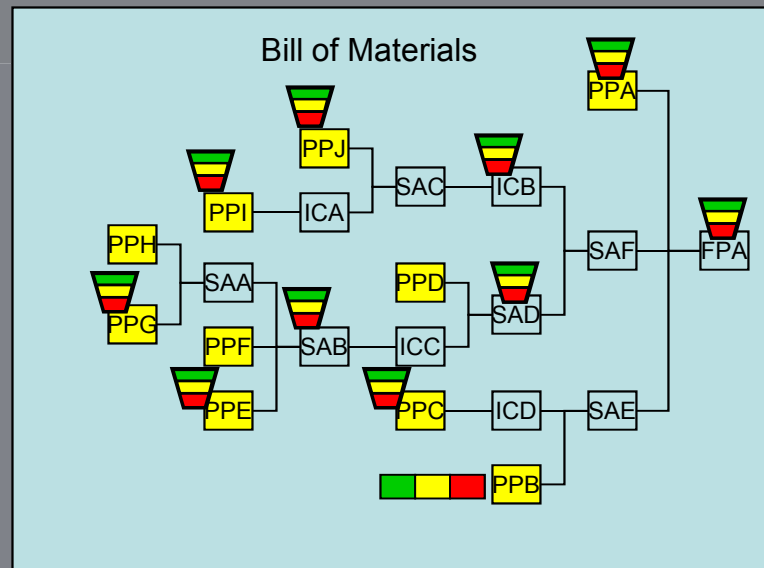 Bill of Materials
PPA
PPJ
SAC
ICB
PPI
ICA
PPH
SAF
FPA
SAA
PPD
SAD
PPG
PPF
SAB
ICC
PPE
PPC
ICD
SAE
PPB